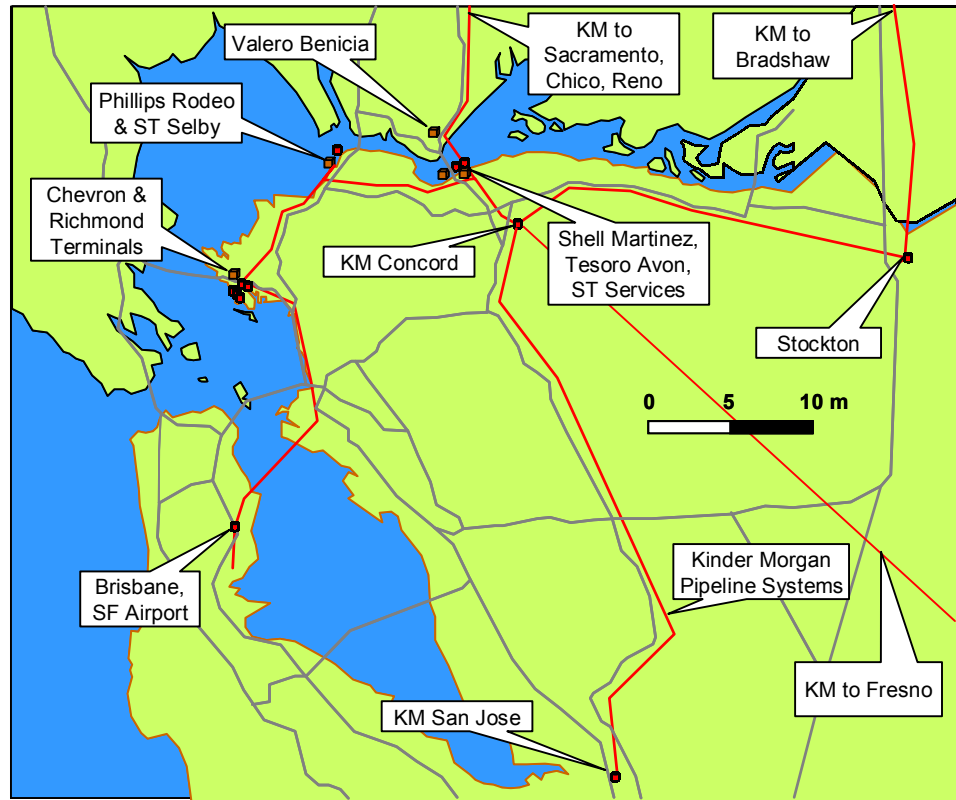 Valero Benicia
KM to
Sacramento,
Chico, Reno
KM to
Bradshaw
Phillips Rodeo
& ST Selby
Chevron &
Richmond
Terminals
KM Concord
Shell Martinez,
Tesoro Avon,
ST Services
Stockton
0 5 10 m
Kinder Morgan
Pipeline Systems
Brisbane,
SF Airport
KM to Fresno
KM San Jose